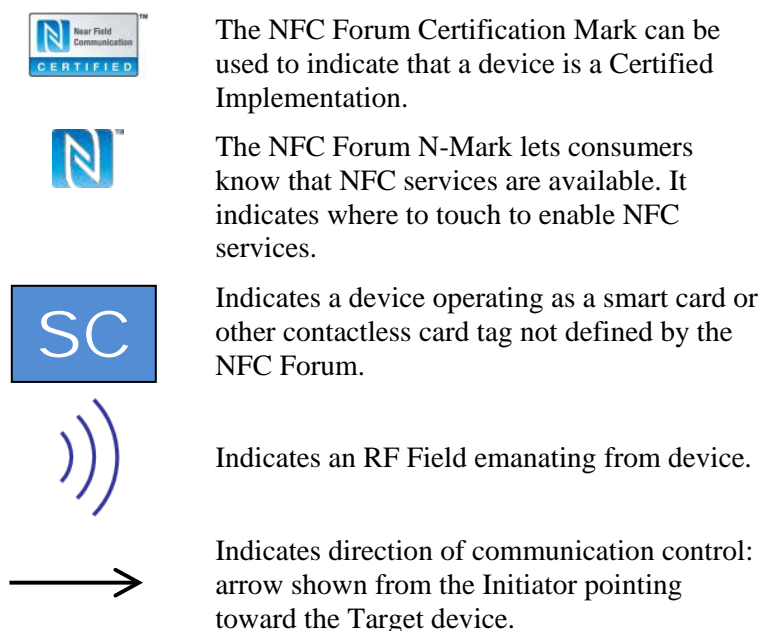 Near Field
Communication
TM
CERTIFIED
The NFC Forum Certification Mark can be
used to indicate that a device is a Certified
Implementation.
N
TM
The NFC Forum N-Mark lets consumers
know that NFC services are available. It
indicates where to touch to enable NFC
services.
SC
Indicates a device operating as a smart card or
other contactless card tag not defined by the
NFC Forum.
Indicates an RF Field emanating from device.
Indicates direction of communication control:
arrow shown from the Initiator pointing
toward the Target device.